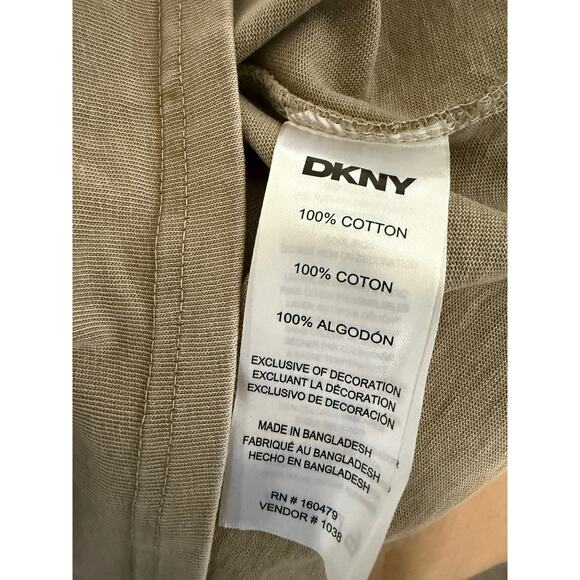 DKNY
100% COTTON
100% COTON
100% ALGODÓN
EXCLUSIVE OF DECORATION
EXCLUANT LA DÉCORATION
EXCLUSIVO DE DECORACIÓN
MADE IN BANGLADESH
FABRIQUÉ AU BANGLADESH
HECHO EN BANGLADESH
RN # 160479
VENDOR # 1038